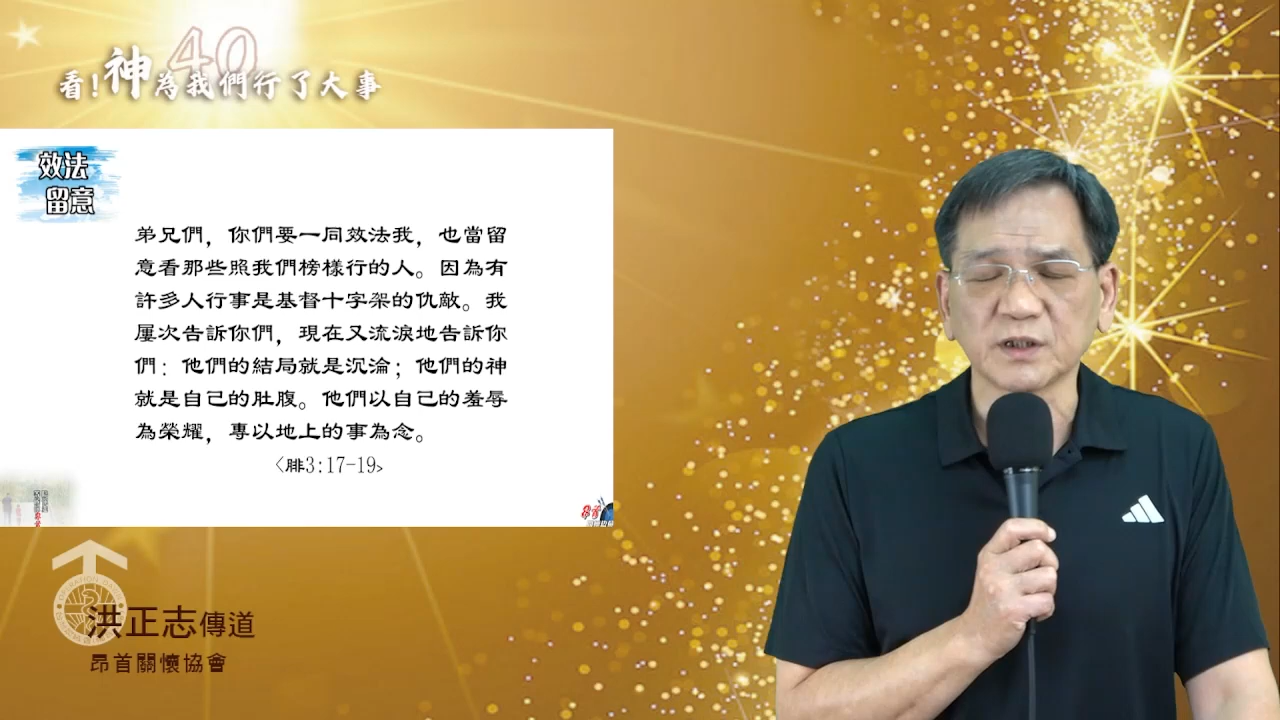 40
看!神為我們行了大事
效法
留意
弟兄們，你們要一同效法我，也當留
意看那些照我們榜樣行的人。因為有
許多人行事是基督十字架的仇敵。我
屢次告訴你們，現在又流淚地告訴你
們：他們的結局就是沉淪；他們的神
就是自己的肚腹。他們以自己的羞辱
為榮耀，專以地上的事為念。
〈腓3:17-19〉
洪正志傳道
昂首關懷協會